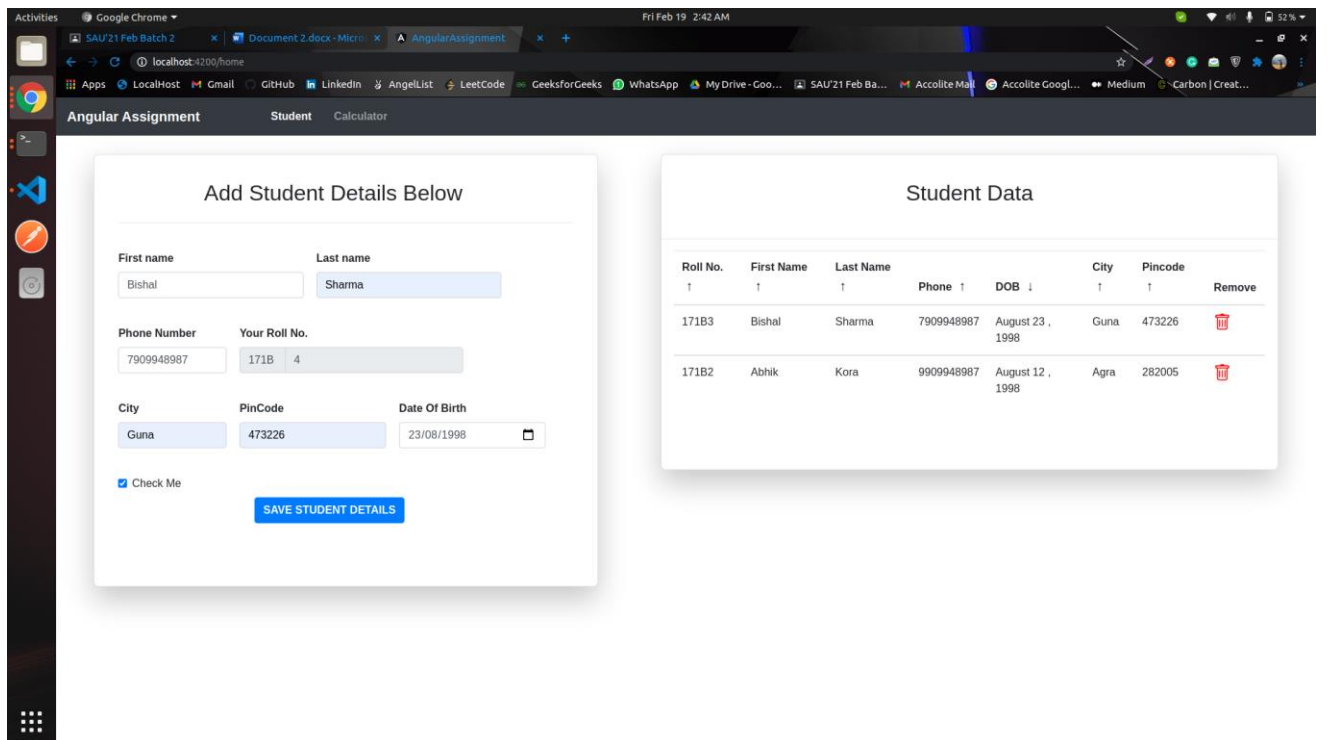 Activities Google Chrome Fri Feb 19 2:42 AM 52%
SAU'21 Feb Batch 2 Document 2.docx - Micro AngularAssignment
localhost:4200/home
Apps LocalHost Gmail GitHub LinkedIn AngelList LeetCode GeeksforGeeks WhatsApp My Drive - Goo... SAU'21 Feb Ba... Accolite Mail Accolite Googl... Medium Carbon | Creat...
Angular Assignment Student Calculator
Add Student Details Below
First name Last name
Bishal Sharma
Phone Number Your Roll No.
7909948987 171B 4
City PinCode Date Of Birth
Guna 473226 23/08/1998
Check Me
SAVE STUDENT DETAILS
Student Data
Roll No. First Name Last Name City Pincode
↑ ↑ ↑ Phone ↑ DOB ↓ ↑ ↑ Remove
171B3 Bishal Sharma 7909948987 August 23 , Guna 473226
1998
171B2 Abhik Kora 9909948987 August 12 , Agra 282005
1998